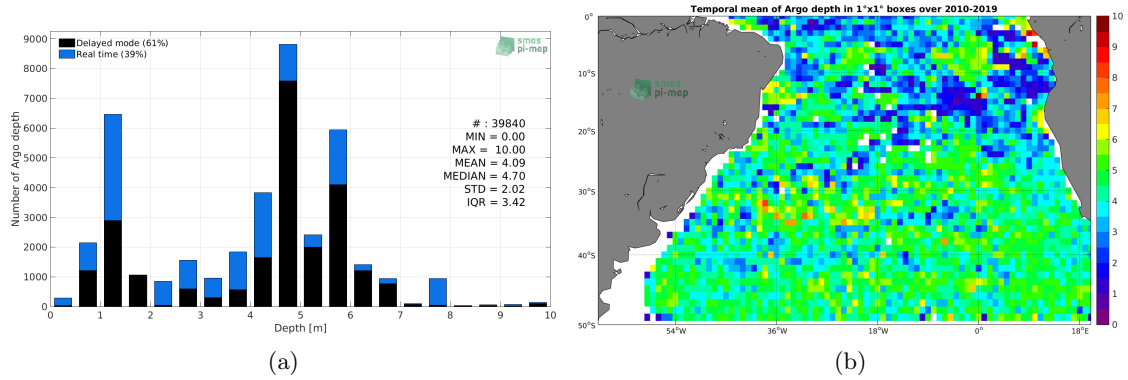 Delayed mode (61%)
Real time (39%)
smos
pi-mep
Number of Argo depth
9000
8000
7000
6000
5000
4000
3000
2000
1000
0
# : 39840
MIN = 0.00
MAX = 10.00
MEAN = 4.09
MEDIAN = 4.70
STD = 2.02
IQR = 3.42
0 1 2 3 4 5 6 7 8 9 10
Depth [m]
(a)
Temporal mean of Argo depth in 1°x1° boxes over 2010-2019
smos
pi-mep
0°
10°S
20°S
30°S
40°S
50°S
54°W 36°W 18°W 0° 18°E
10
9
8
7
6
5
4
3
2
1
0
(b)